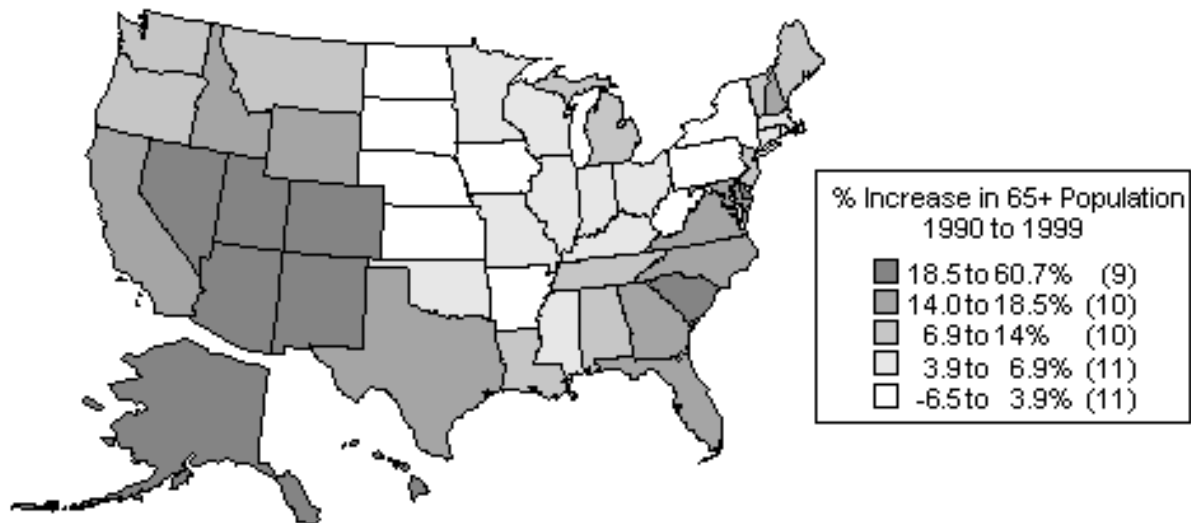 % Increase in 65+ Population
1990 to 1999
18.5 to 60.7% (9)
14.0 to 18.5% (10)
6.9 to 14% (10)
3.9 to 6.9% (11)
-6.5 to 3.9% (11)